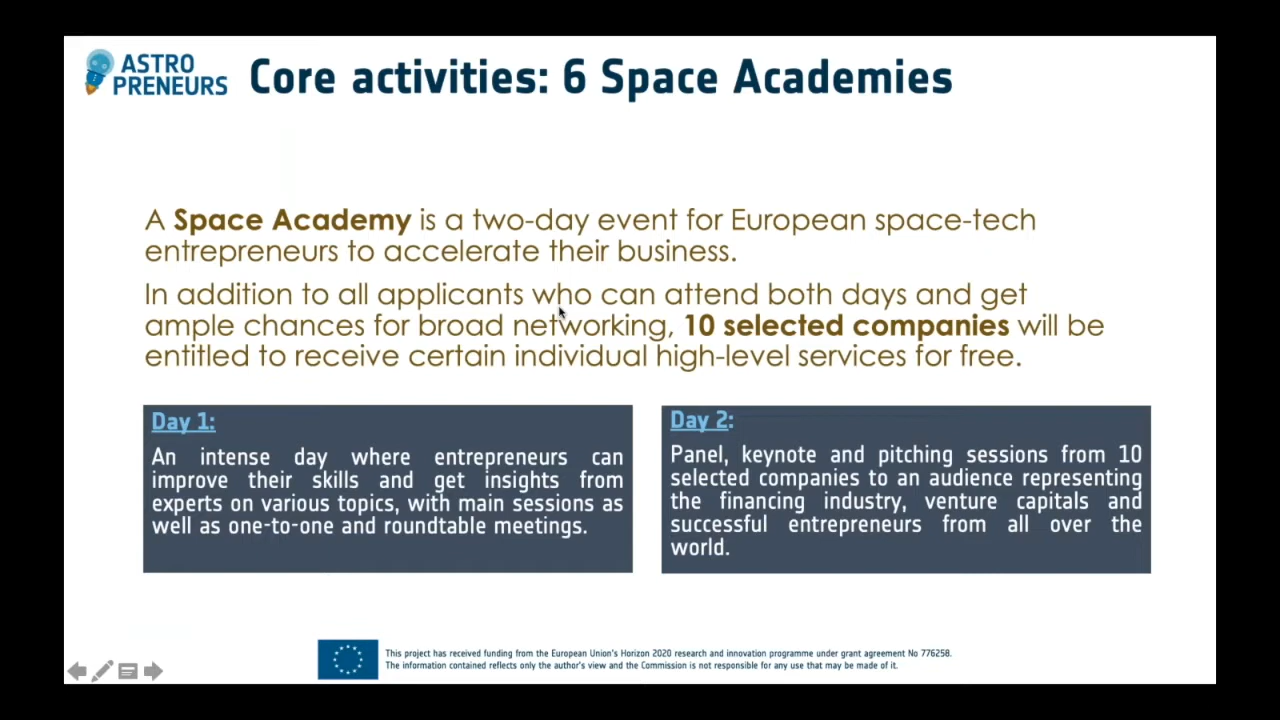 ASTRO
PRENEURS
Core activities: 6 Space Academies
A Space Academy is a two-day event for European space-tech
entrepreneurs to accelerate their business.
In addition to all applicants who can attend both days and get
ample chances for broad networking, 10 selected companies will be
entitled to receive certain individual high-level services for free.
Day 1:
An intense day where entrepreneurs can
improve their skills and get insights from
experts on various topics, with main sessions as
well as one-to-one and roundtable meetings.
Day 2:
Panel, keynote and pitching sessions from 10
selected companies to an audience representing
the financing industry, venture capitals and
successful entrepreneurs from all over the
world.
This project has received funding from the European Union's Horizon 2020 research and innovation programme under grant agreement No 776258.
The information contained reflects only the author's view and the Commission is not responsible for any use that may be made of it.